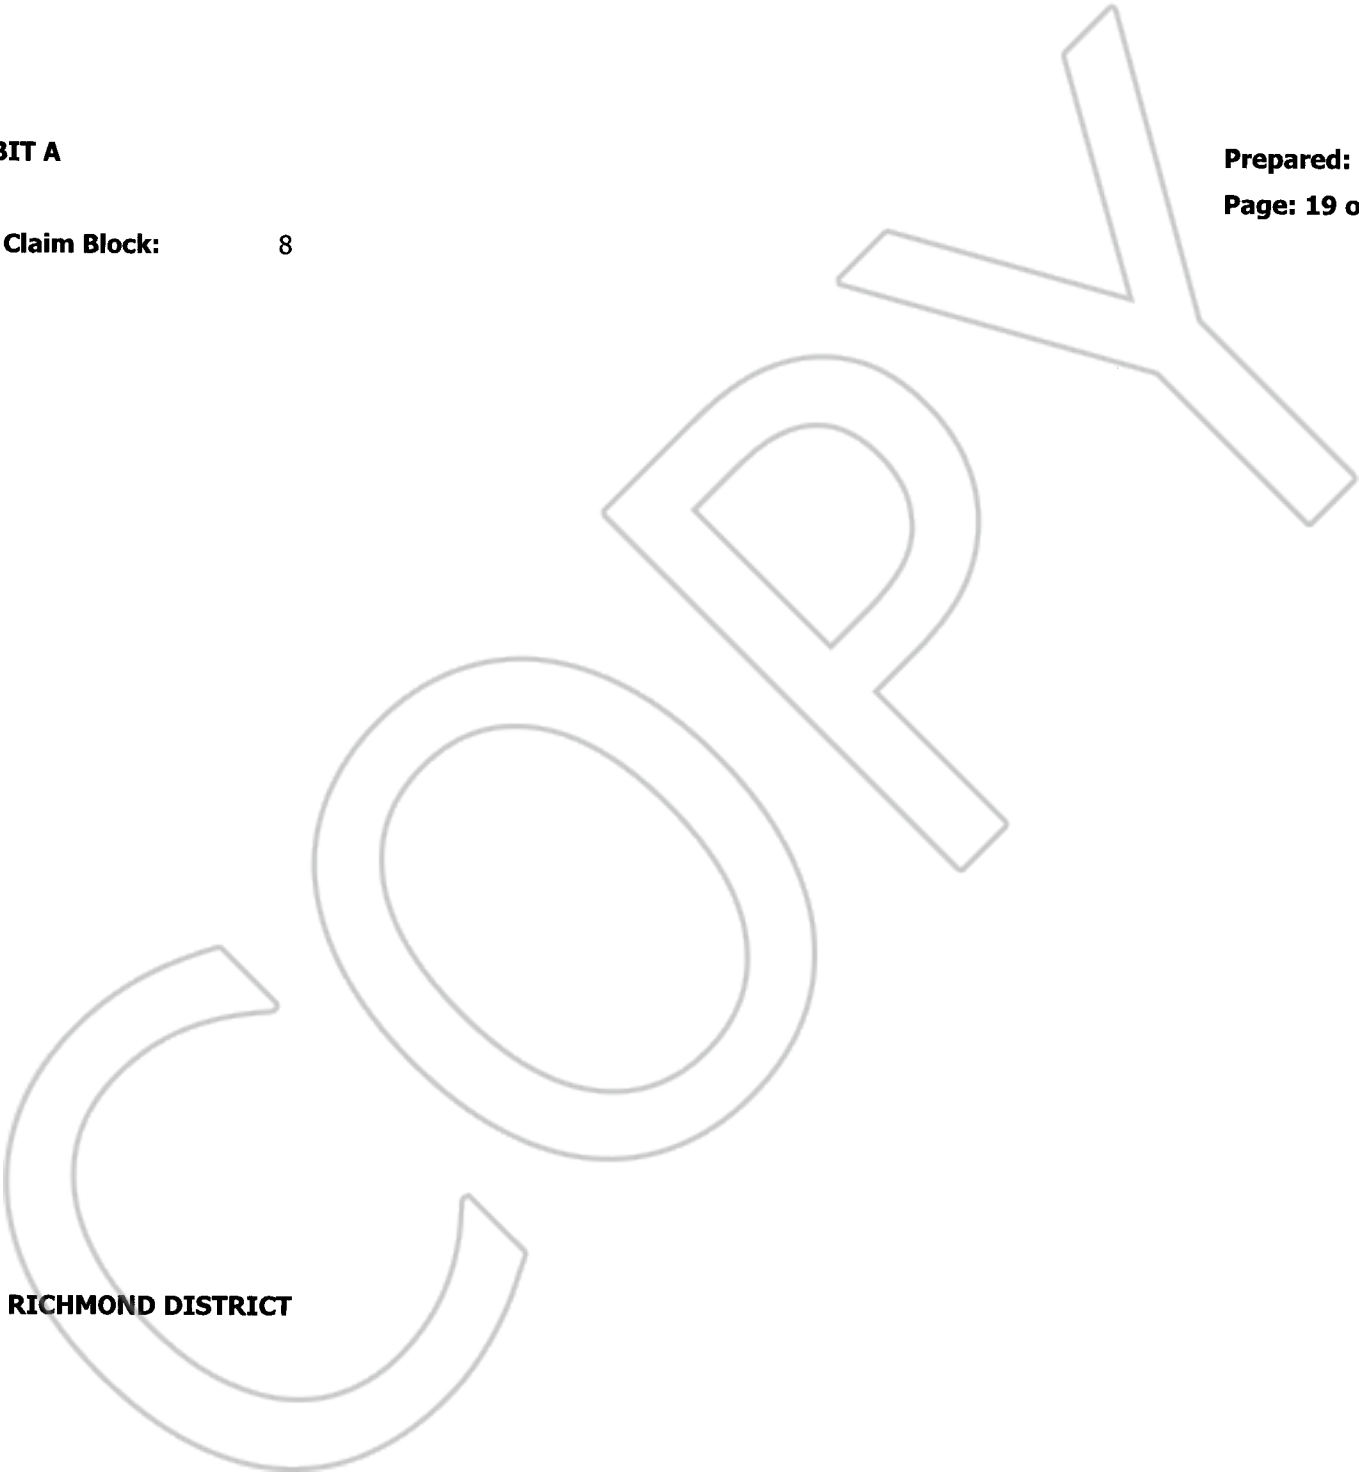 BIT A
Prepared:
Page: 19 o
Claim Block: 8
COPY
RICHMOND DISTRICT